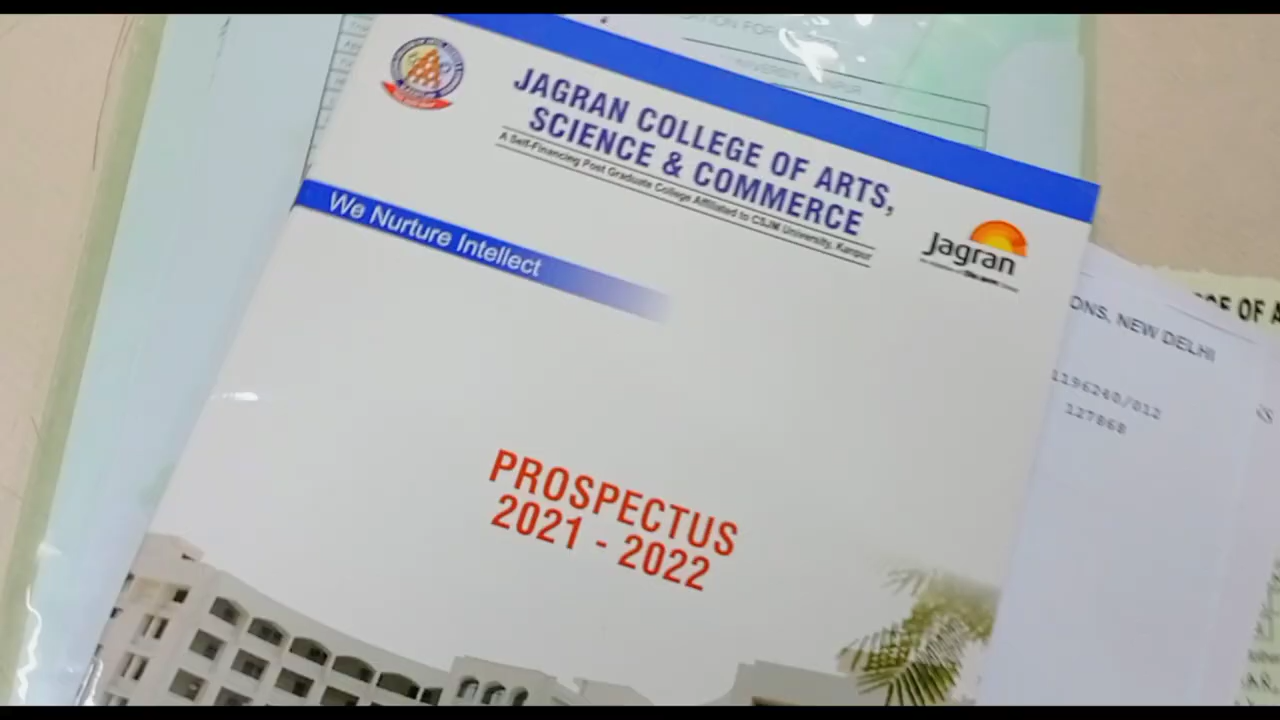 JAGRAN COLLEGE OF ARTS,
SCIENCE & COMMERCE
A Self-Financing Post Graduate College Affiliated to CSJM University, Kanpur
Jagran
We Nurture Intellect
PROSPECTUS
2021 - 2022
ONS, NEW DELHI
1196240/012
127868
OF A